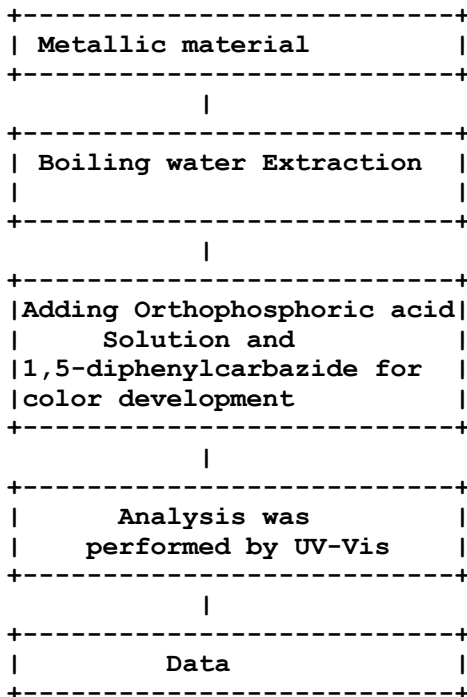 Metallic material
Boiling water Extraction
Adding Orthophosphoric acid
Solution and
1,5-diphenylcarbazide for
color development
Analysis was
performed by UV-Vis
Data